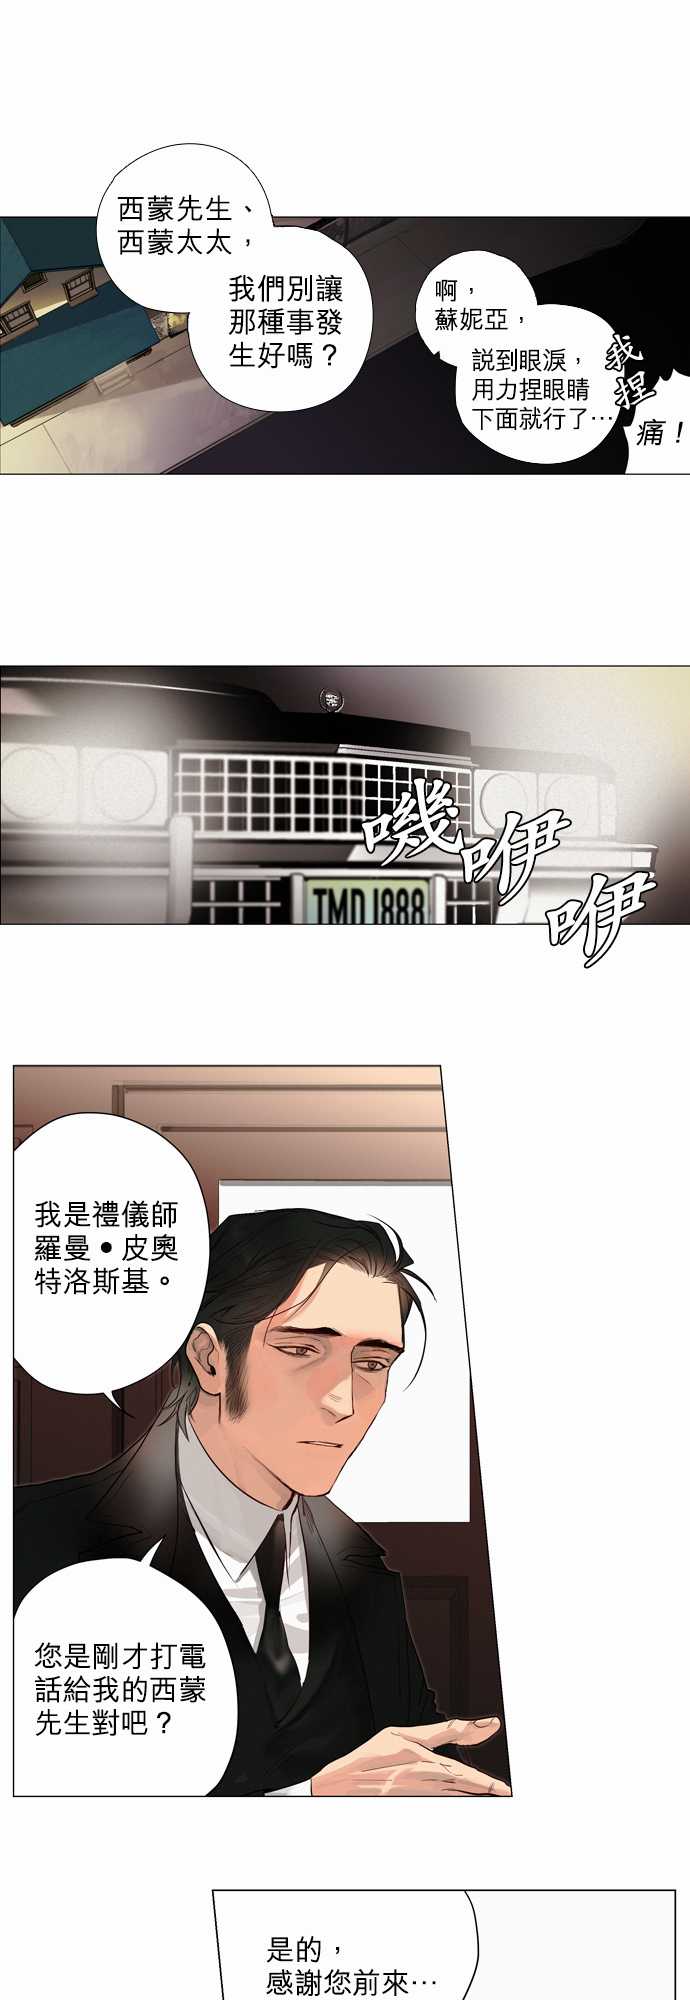 西蒙先生、
西蒙太太，
我們別讓
那種事發
生好嗎？
啊，
蘇妮亞，
説到眼淚，
用力捏眼睛
下面就行了⋯
我捏
痛！
嘰咿咿
TMDJ888
我是禮儀師
羅曼•皮奧
特洛斯基。
您是剛才打電
話給我的西蒙
先生對吧？
是的，
感謝您前來⋯